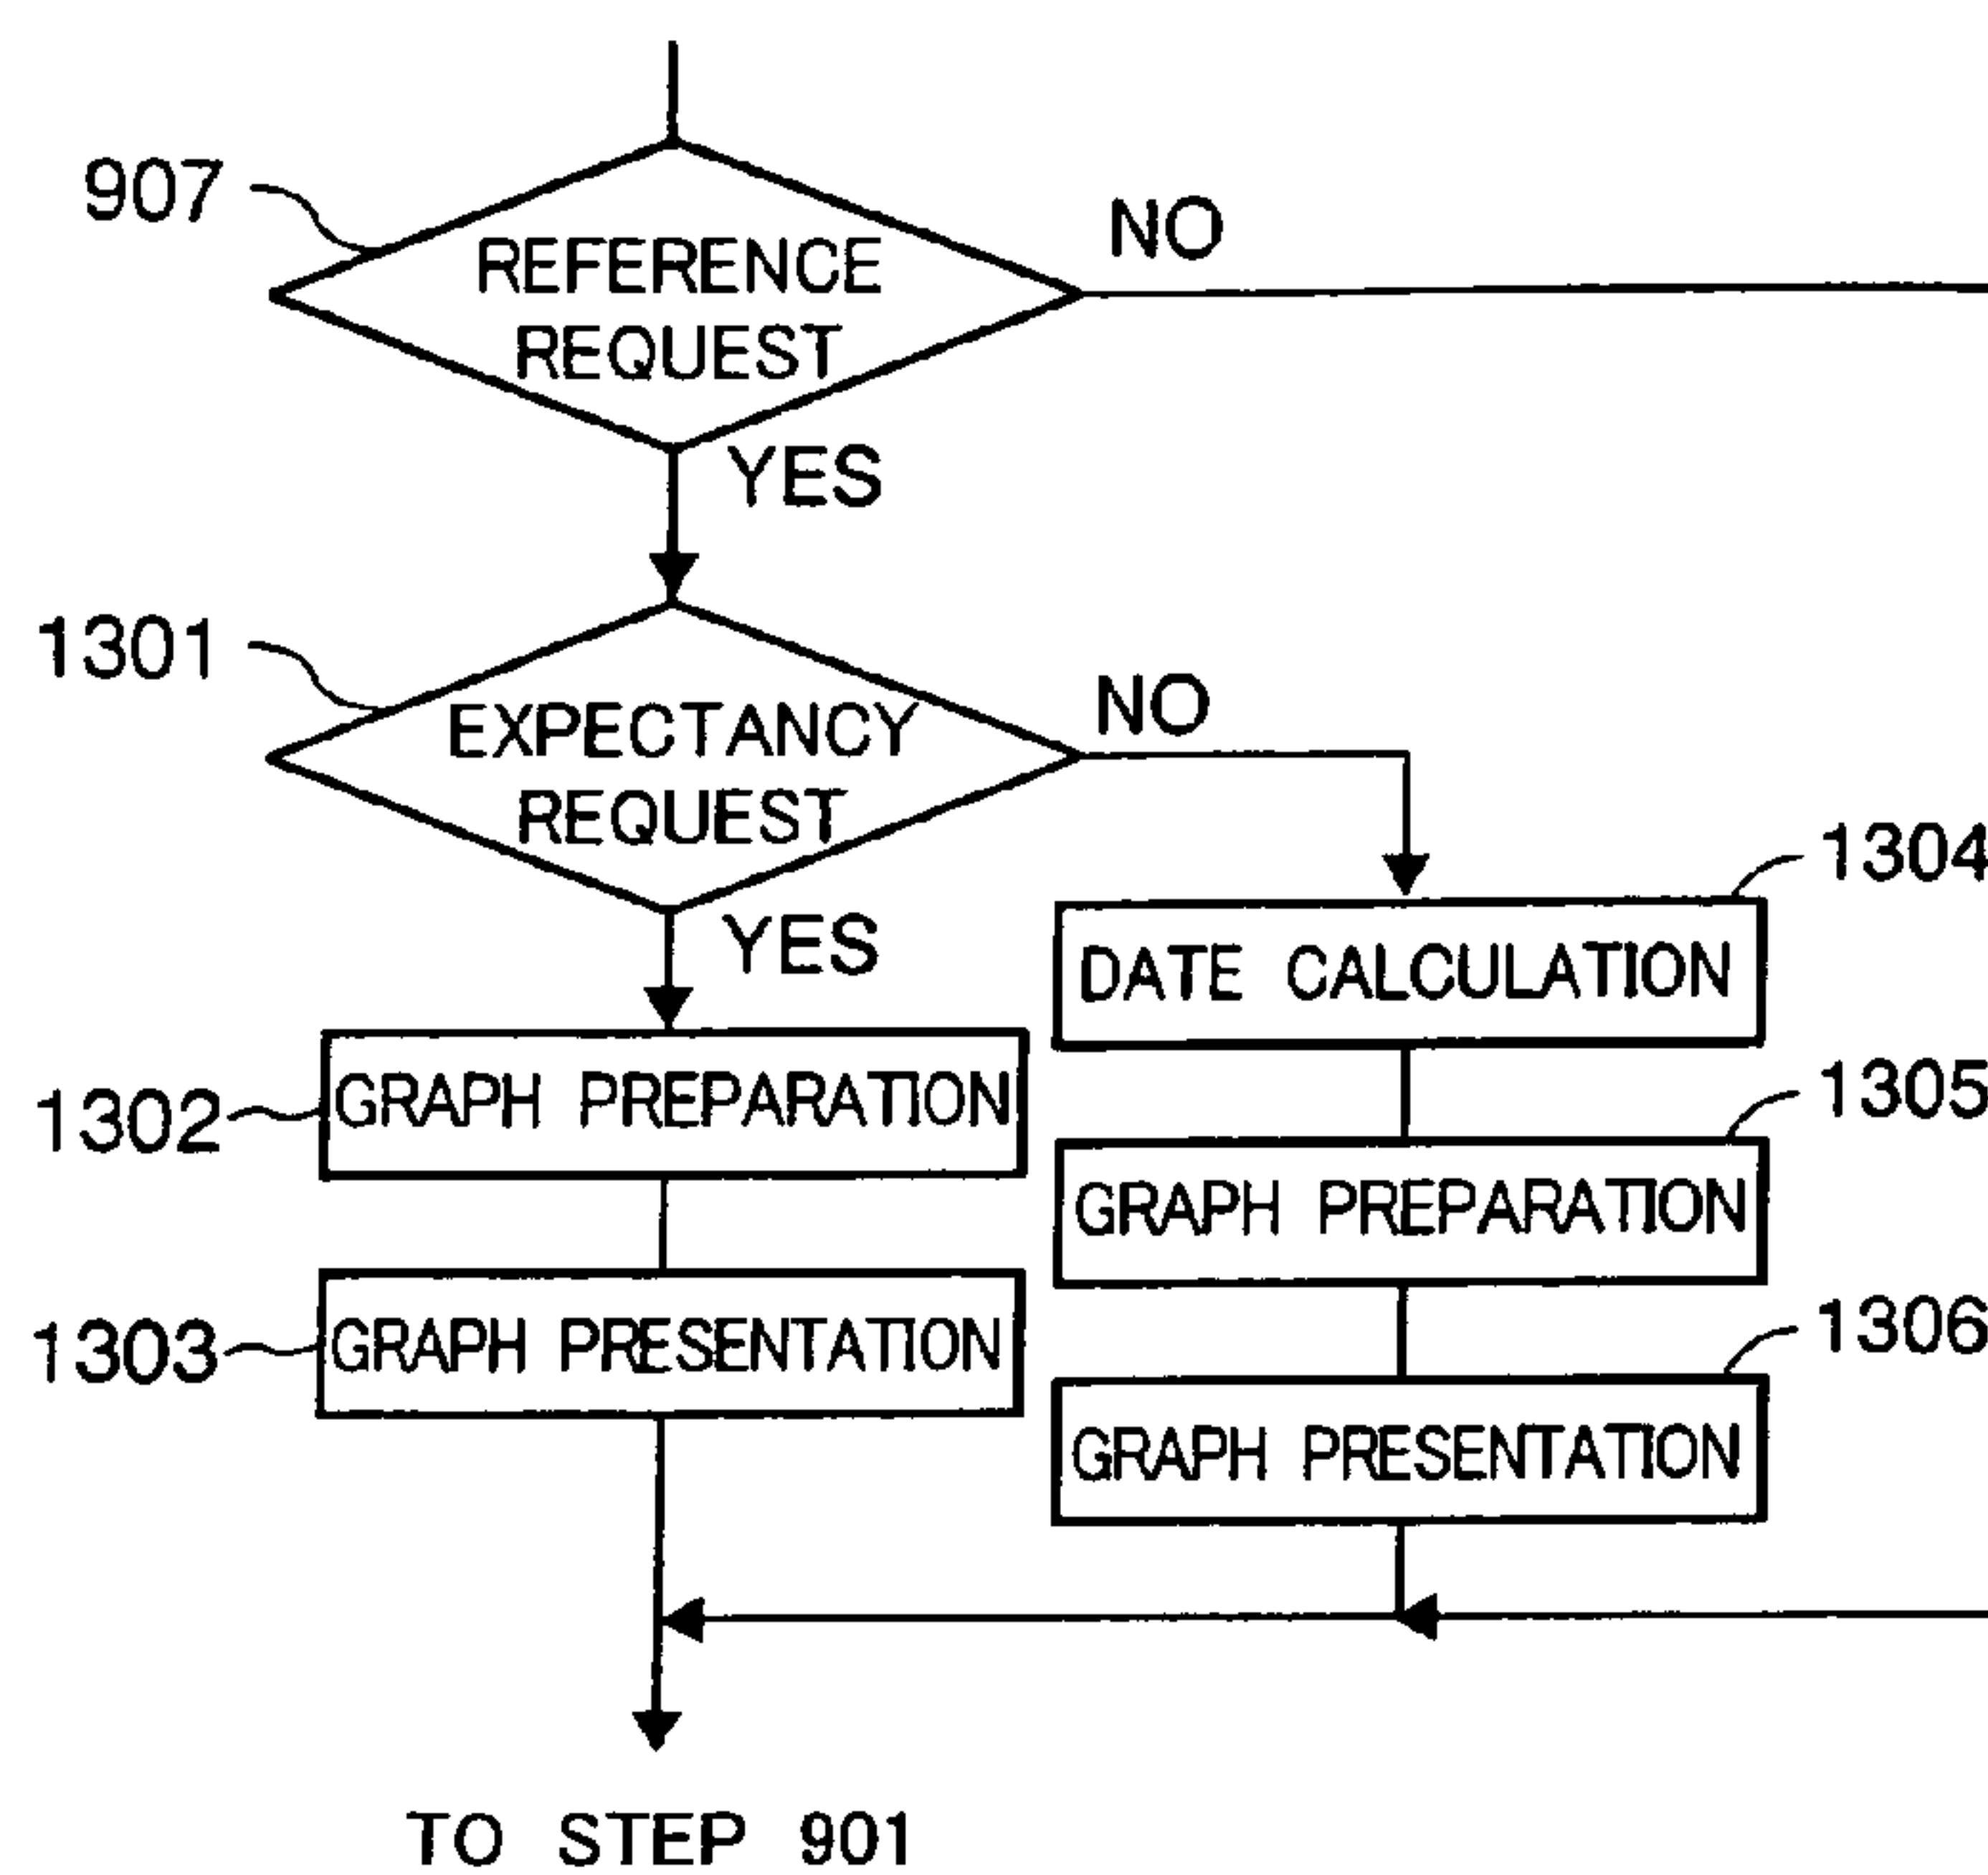 907
REFERENCE
REQUEST
NO
YES
1301
EXPECTANCY
REQUEST
NO
YES
1304
DATE CALCULATION
1302
GRAPH PREPARATION
1305
GRAPH PREPARATION
1303
GRAPH PRESENTATION
1306
GRAPH PRESENTATION
TO STEP 901